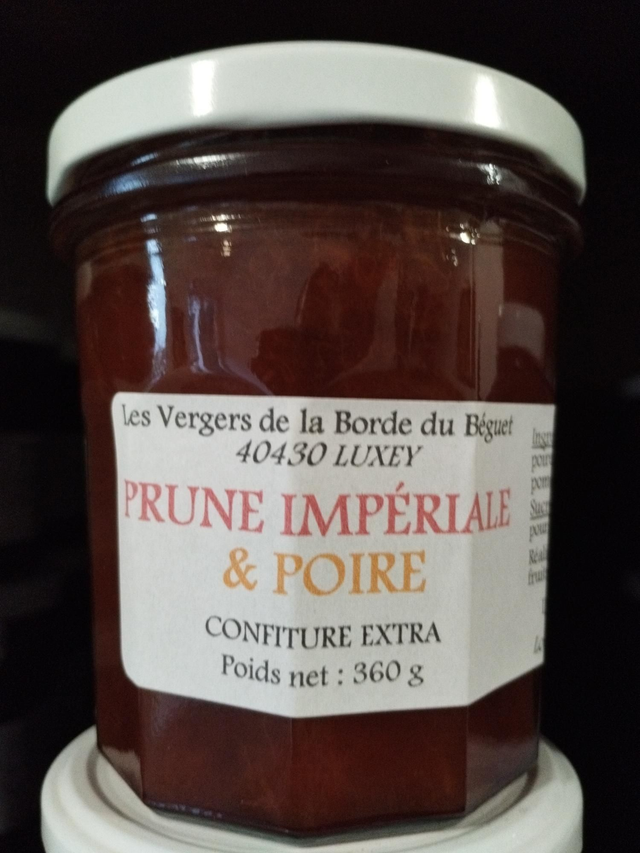 Les Vergers de la Borde du Béguet
40430 LUXEY
PRUNE IMPÉRIALE
& POIRE
CONFITURE EXTRA
Poids net : 360 g